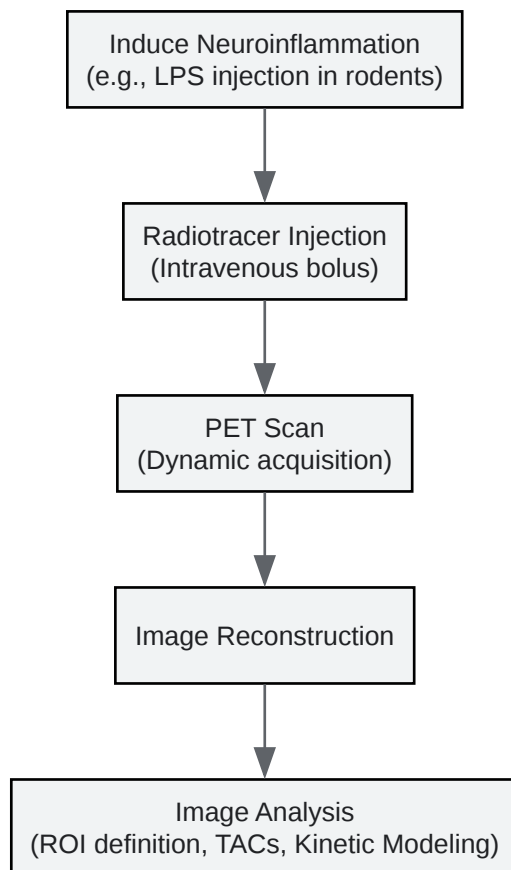 Induce Neuroinflammation
(e.g., LPS injection in rodents)
Radiotracer Injection
(Intravenous bolus)
PET Scan
(Dynamic acquisition)
Image Reconstruction
Image Analysis
(ROI definition, TACs, Kinetic Modeling)